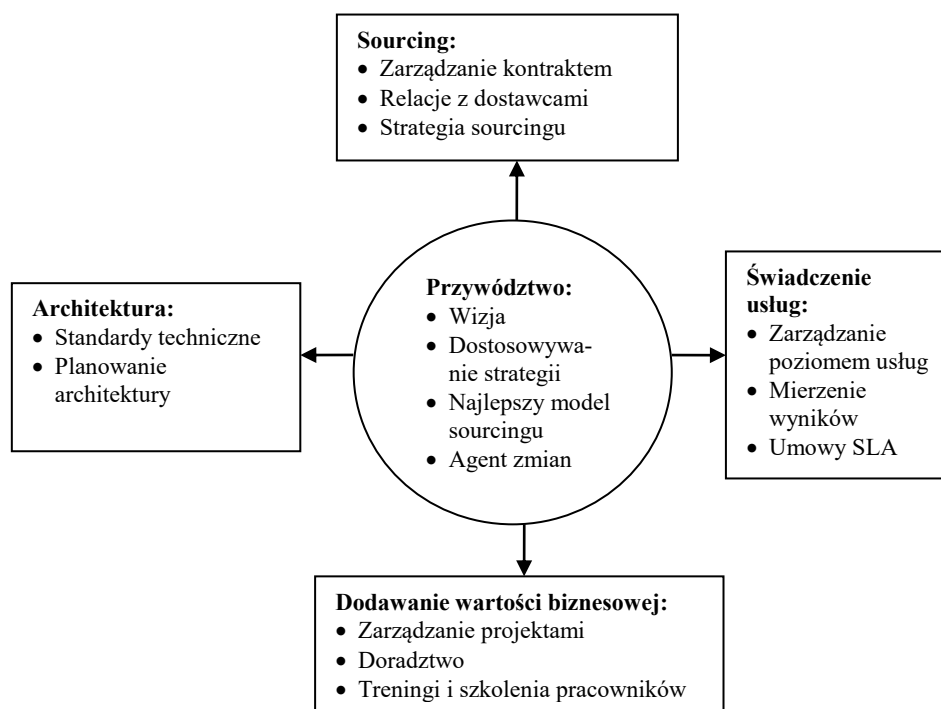 Sourcing:
• Zarządzanie kontraktem
• Relacje z dostawcami
• Strategia sourcingu
Architektura:
• Standardy techniczne
• Planowanie
architektury
Przywództwo:
• Wizja
• Dostosowywa-
nie strategii
• Najlepszy model
sourcingu
• Agent zmian
Świadczenie
usług:
• Zarządzanie
poziomem usług
• Mierzenie
wyników
• Umowy SLA
Dodawanie wartości biznesowej:
• Zarządzanie projektami
• Doradztwo
• Treningi i szkolenia pracowników